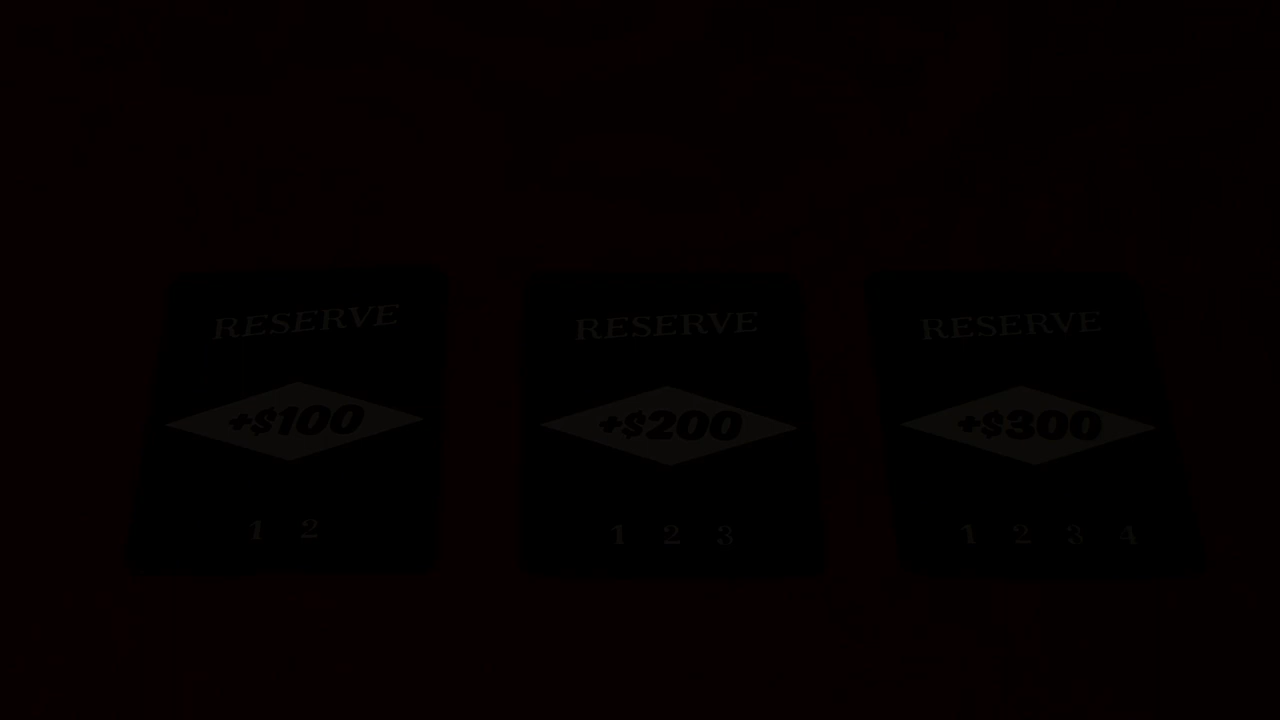 RESERVE
+$100
1 2
RESERVE
+$200
1 2 3
RESERVE
+$300
1 2 3 4